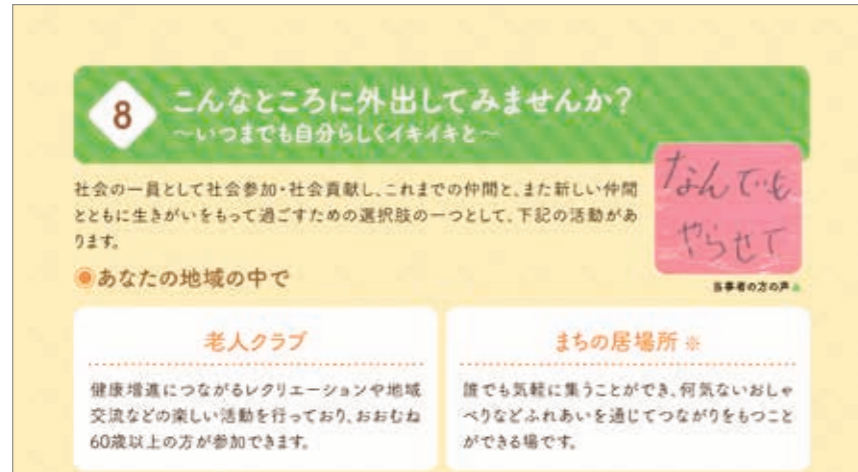 8
こんなところに外出してみませんか?
～いつまでも自分らしくイキイキと～
社会の一員として社会参加・社会貢献し、これまでの仲間と、また新しい仲間
とともに生きがいをもって過ごすための選択肢の一つとして、下記の活動があ
ります。
なんでも
やらせて
当事者の方の声
あなたの地域の中で
老人クラブ
健康増進につながるレクリエーションや地域
交流などの楽しい活動を行っており、おおむね
60歳以上の方が参加できます。
まちの居場所※
誰でも気軽に集うことができ、何気ないおしゃ
べりなどふれあいを通じてつながりをもつこと
ができる場です。